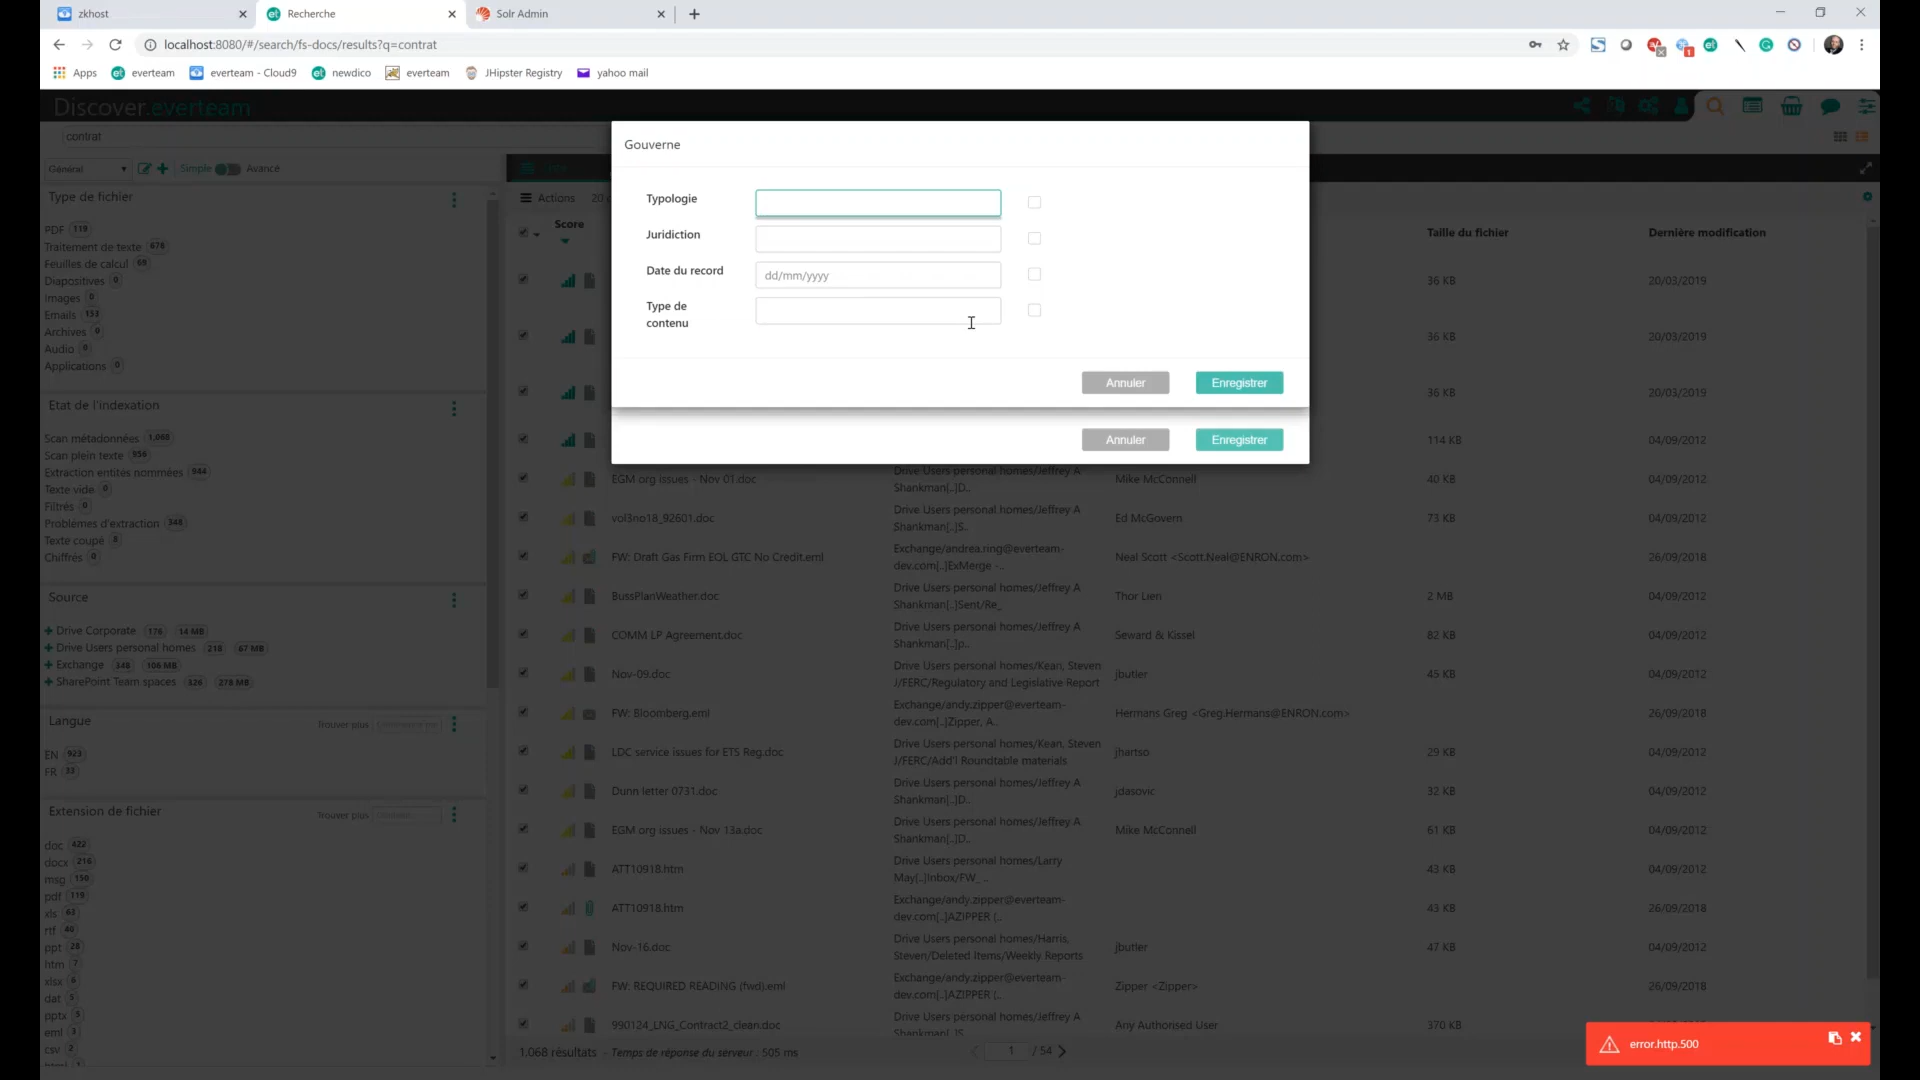 zkhost
Recherche
Solr Admin
localhost:8080/#/search/fs-docs/results?q=contrat
Apps
everteam
everteam - Cloud9
newdico
everteam
JHipster Registry
yahoo mail
Discover.everteam
contrat
Général
Simple
Avancé
Type de fichier
PDF 119
Traitement de texte 678
Feuilles de calcul 69
Diapositives 0
Images 0
Emails 153
Archives 0
Audio 0
Applications 0
Etat de l'indexation
Scan métadonnées 1,068
Scan plein texte 956
Extraction entites nommées 944
Texte vide 0
Filtrés 0
Problèmes d'extraction 348
Texte coupé 8
Chiffrés 0
Source
Drive Corporate 176 14 MB
Drive Users personal homes 218 67 MB
Exchange 348 106 MB
SharePoint Team spaces 326 278 MB
Langue
Trouver plus
EN 923
FR 33
Extension de fichier
Trouver plus
doc 422
docx 216
msg 150
pdf 119
xls 63
rtf 40
ppt 28
htm 7
xlsx 6
dat 5
pptx 5
eml 3
csv 2
Gouverne
Typologie
Juridiction
Date du record
dd/mm/yyyy
Type de
contenu
Annuler
Enregistrer
Annuler
Enregistrer
Actions 20
Score
Taille du fichier
Dernière modification
36 KB 20/03/2019
36 KB 20/03/2019
36 KB 20/03/2019
114 KB 04/09/2012
EGM org issues - Nov 01.doc
Drive Users personal homes/Jeffrey A
Shankman[..]D..
Mike McConnell
40 KB
04/09/2012
vol3no18_92601.doc
Drive Users personal homes/Jeffrey A
Shankman[..]S..
Ed McGovern
73 KB
04/09/2012
FW: Draft Gas Firm EOL GTC No Credit.eml
Exchange/andrea.ring@everteam-
dev.com[..]ExMerge -..
Neal Scott <Scott.Neal@ENRON.com>
26/09/2018
BussPlanWeather.doc
Drive Users personal homes/Jeffrey A
Shankman[..]Sent/Re_
Thor Lien
2 MB
04/09/2012
COMM LP Agreement.doc
Drive Users personal homes/Jeffrey A
Shankman[..]p..
Seward & Kissel
82 KB
04/09/2012
Nov-09.doc
Drive Users personal homes/Kean, Steven
J/FERC/Regulatory and Legislative Report
jbutler
45 KB
04/09/2012
FW: Bloomberg.eml
Exchange/andy.zipper@everteam-
dev.com[..]Zipper, A..
Hermans Greg <Greg.Hermans@ENRON.com>
26/09/2018
LDC service issues for ETS Reg.doc
Drive Users personal homes/Kean, Steven
J/FERC/Add'l Roundtable materials
jhartso
29 KB
04/09/2012
Dunn letter 0731.doc
Drive Users personal homes/Jeffrey A
Shankman[..]D..
jdasovic
32 KB
04/09/2012
EGM org issues - Nov 13a.doc
Drive Users personal homes/Jeffrey A
Shankman[..]D..
Mike McConnell
61 KB
04/09/2012
ATT10918.htm
Drive Users personal homes/Larry
May[..]Inbox/FW_ ..
43 KB
04/09/2012
ATT10918.htm
Exchange/andy.zipper@everteam-
dev.com[..]AZIPPER (..
43 KB
26/09/2018
Nov-16.doc
Drive Users personal homes/Harris,
Steven/Deleted Items/Weekly Reports
jbutler
47 KB
04/09/2012
FW: REQUIRED READING (fwd).eml
Exchange/andy.zipper@everteam-
dev.com[..]AZIPPER (..
Zipper <Zipper>
26/09/2018
990124_LNG_Contract2_clean.doc
Drive Users personal homes/Jeffrey A
Any Authorised User
370 KB
1.068 résultats - Temps de réponse du serveur : 505 ms
1 / 54
error.http.500